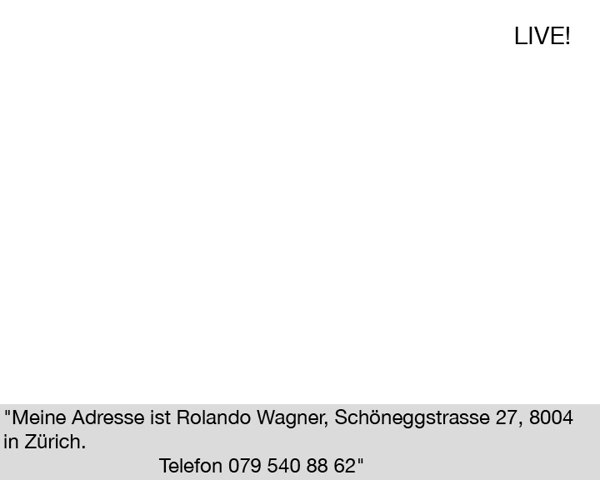 LIVE!
"Meine Adresse ist Rolando Wagner, Schöneggstrasse 27, 8004
in Zürich.
Telefon 079 540 88 62"